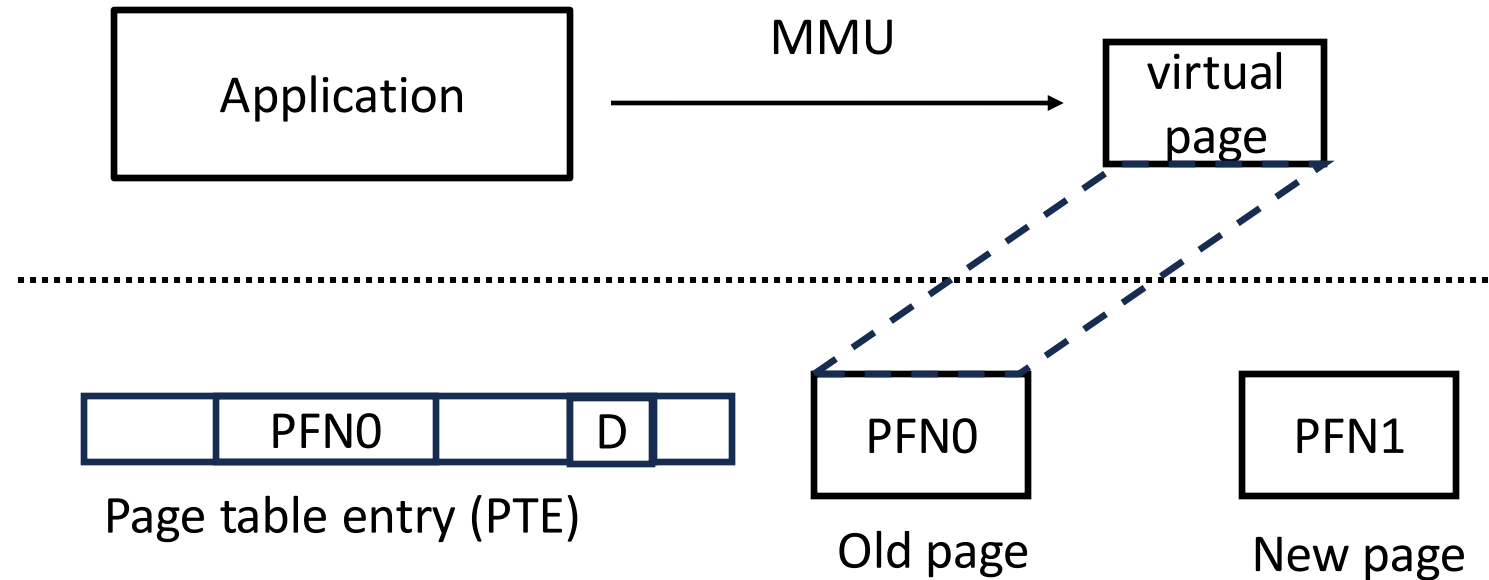 Application
MMU
virtual
page
PFN0
D
Page table entry (PTE)
PFN0
Old page
PFN1
New page